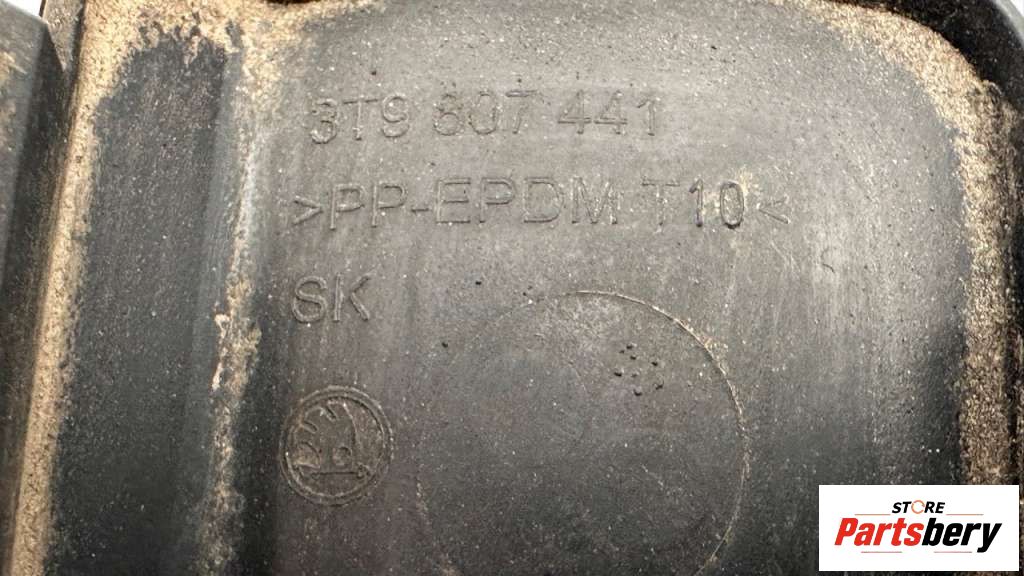 3T9 807 441
>PP-EPDM T10<
SK
STORE
Partsbery